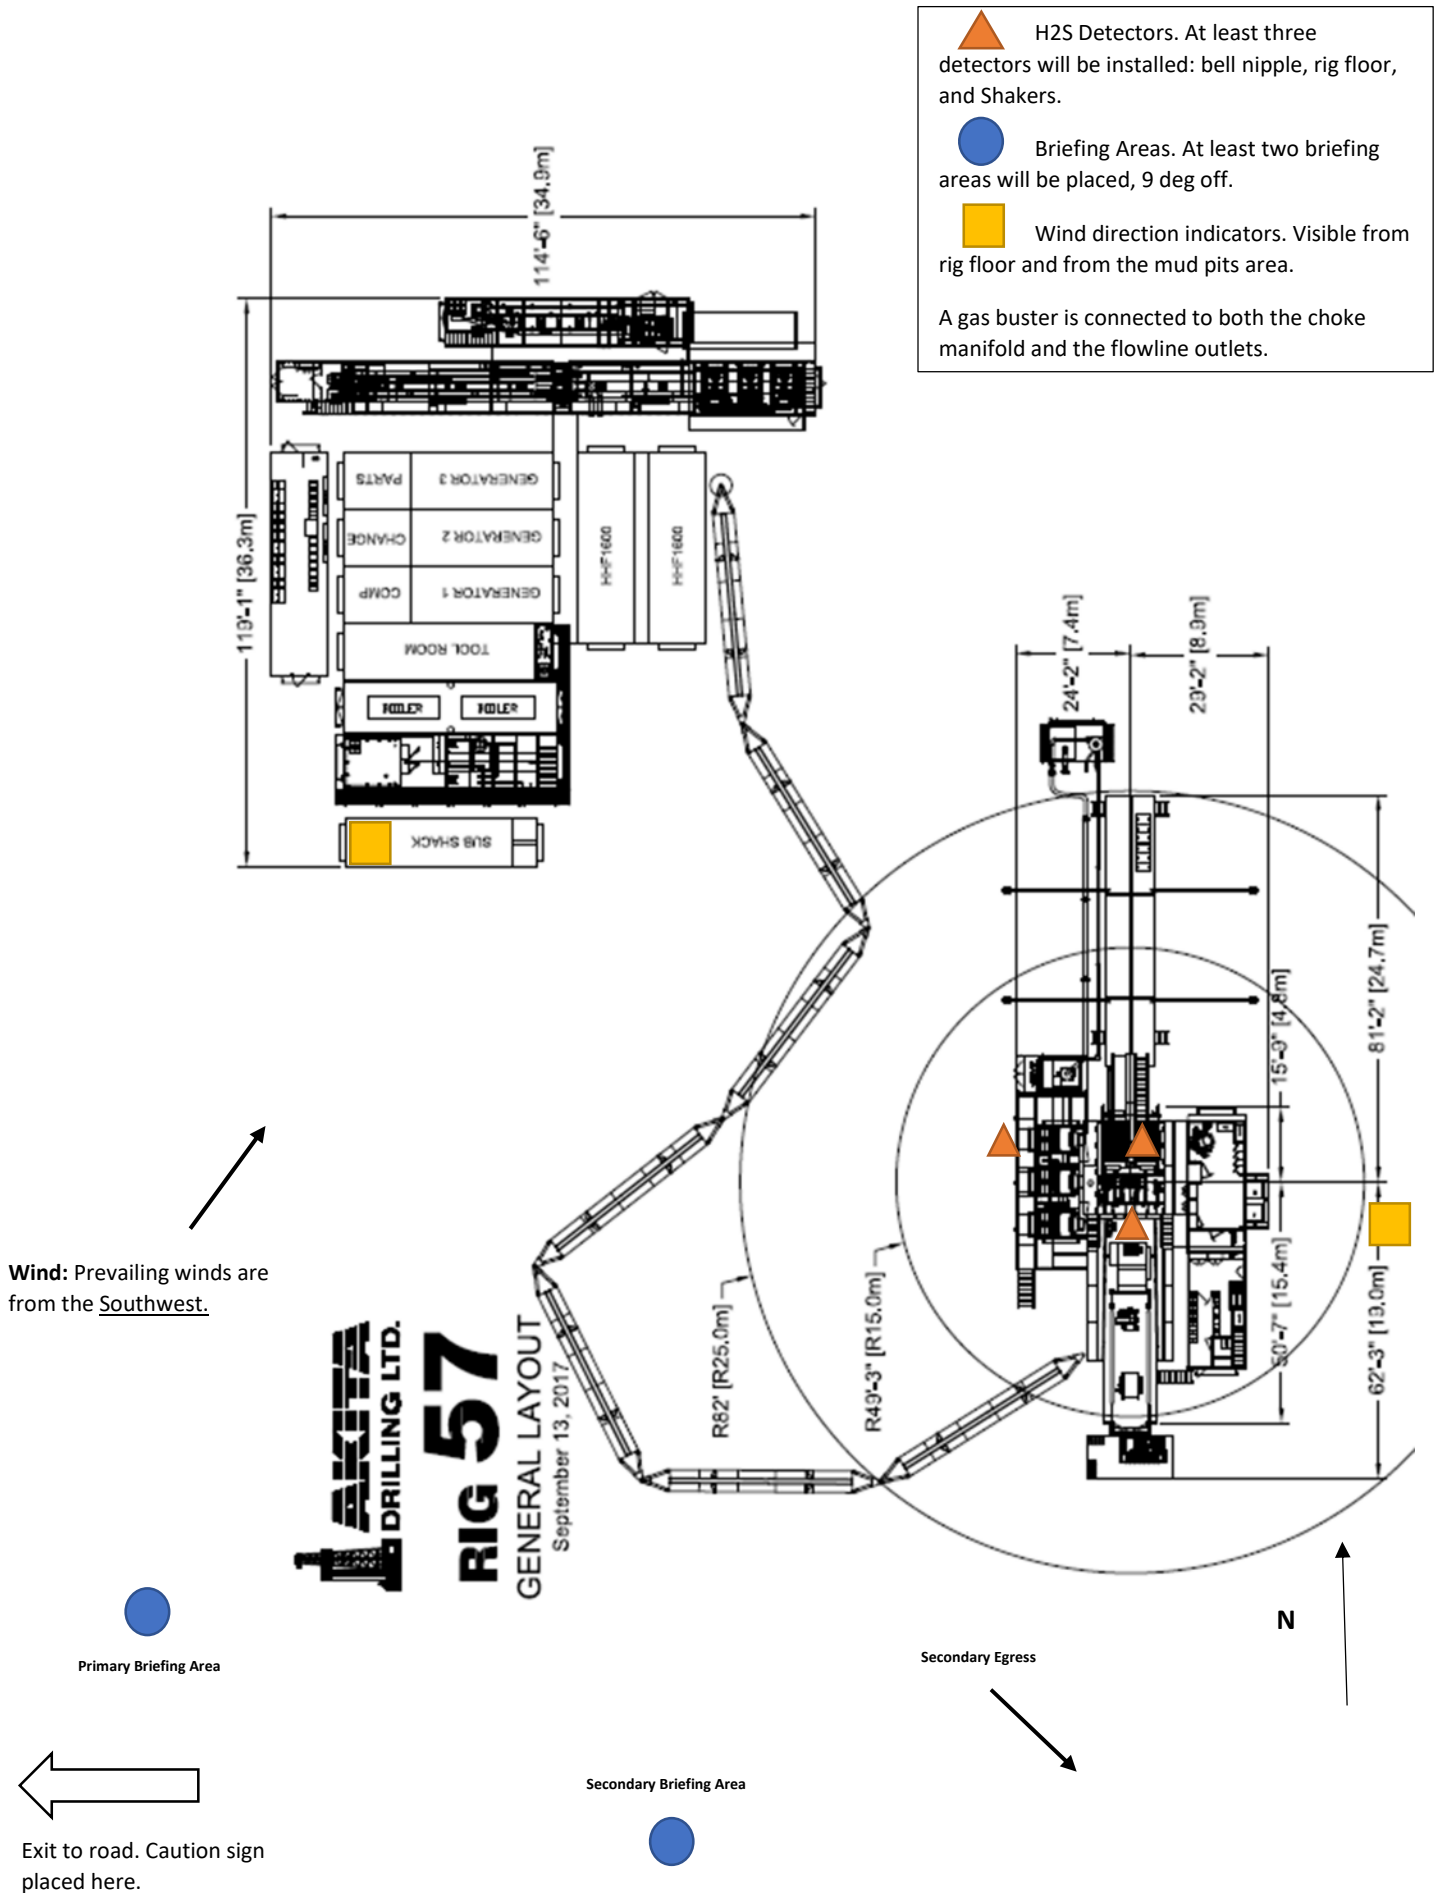 H2S Detectors. At least three
detectors will be installed: bell nipple, rig floor,
and Shakers.
Briefing Areas. At least two briefing
areas will be placed, 9 deg off.
Wind direction indicators. Visible from
rig floor and from the mud pits area.
A gas buster is connected to both the choke
manifold and the flowline outlets.
114'-6" [34.9m]
119'-1" [36.3m]
PARTS
GENERATOR 3
CHANGE
GENERATOR 2
COMP
GENERATOR 1
TOOL ROOM
BOILER
BOILER
SUB SHACK
HHF1600
HHF1600
24'-2" [7.4m]
29'-2" [8.9m]
15'-9" [4.8m]
81'-2" [24.7m]
50'-7" [15.4m]
62'-3" [19.0m]
R82' [R25.0m]
R49'-3" [R15.0m]
Wind: Prevailing winds are
from the Southwest.
AKITA
DRILLING LTD.
RIG 57
GENERAL LAYOUT
September 13, 2017
N
Primary Briefing Area
Secondary Egress
Secondary Briefing Area
Exit to road. Caution sign
placed here.